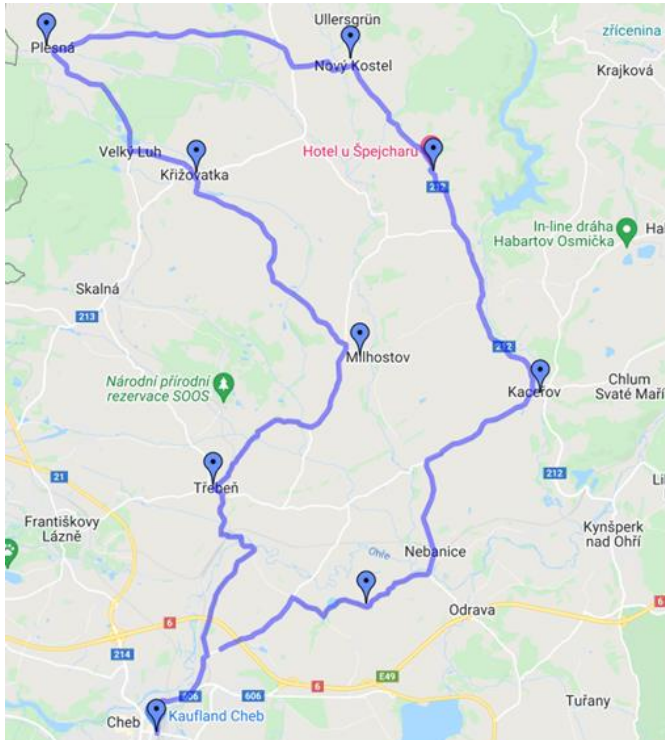 Ullersgrün
zřícenina
Plesná
Nový Kostel
Krajková
Velký Luh
Hotel u Špejcharu
Křižovatka
212
In-line dráha
Habartov Osmička
Skalná
213
212
Milhostov
Národní přírodní
rezervace SOOS
Kaceřov
Chlum
Svaté Maří
212
21
Třebeň
Františkovy
Lázně
Ohře
Nebanice
Kynšperk
nad Ohří
Odrava
6
6
214
E49
606
606
6
Tuřany
Cheb
Kaufland Cheb